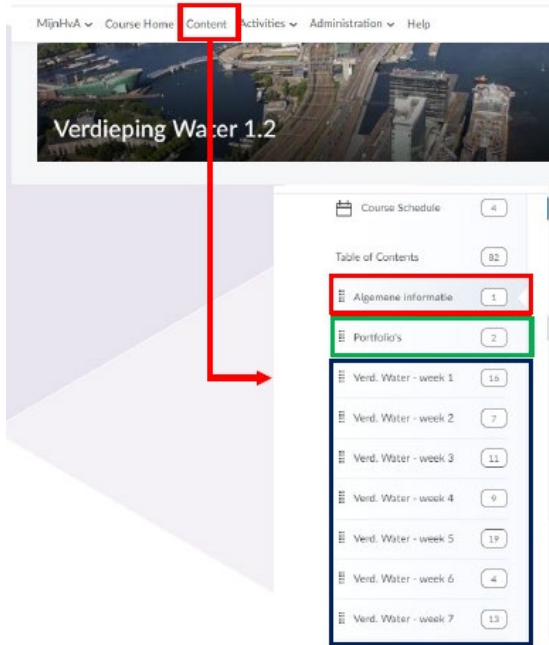 MijnHvA Course Home Content Activities Administration Help
Verdieping Water 1.2
Course Schedule 4
Table of Contents 82
Algemene informatie 1
Portfolio's 2
Verd. Water - week 1 16
Verd. Water - week 2 7
Verd. Water - week 3 11
Verd. Water - week 4 9
Verd. Water - week 5 19
Verd. Water - week 6 4
Verd. Water - week 7 13